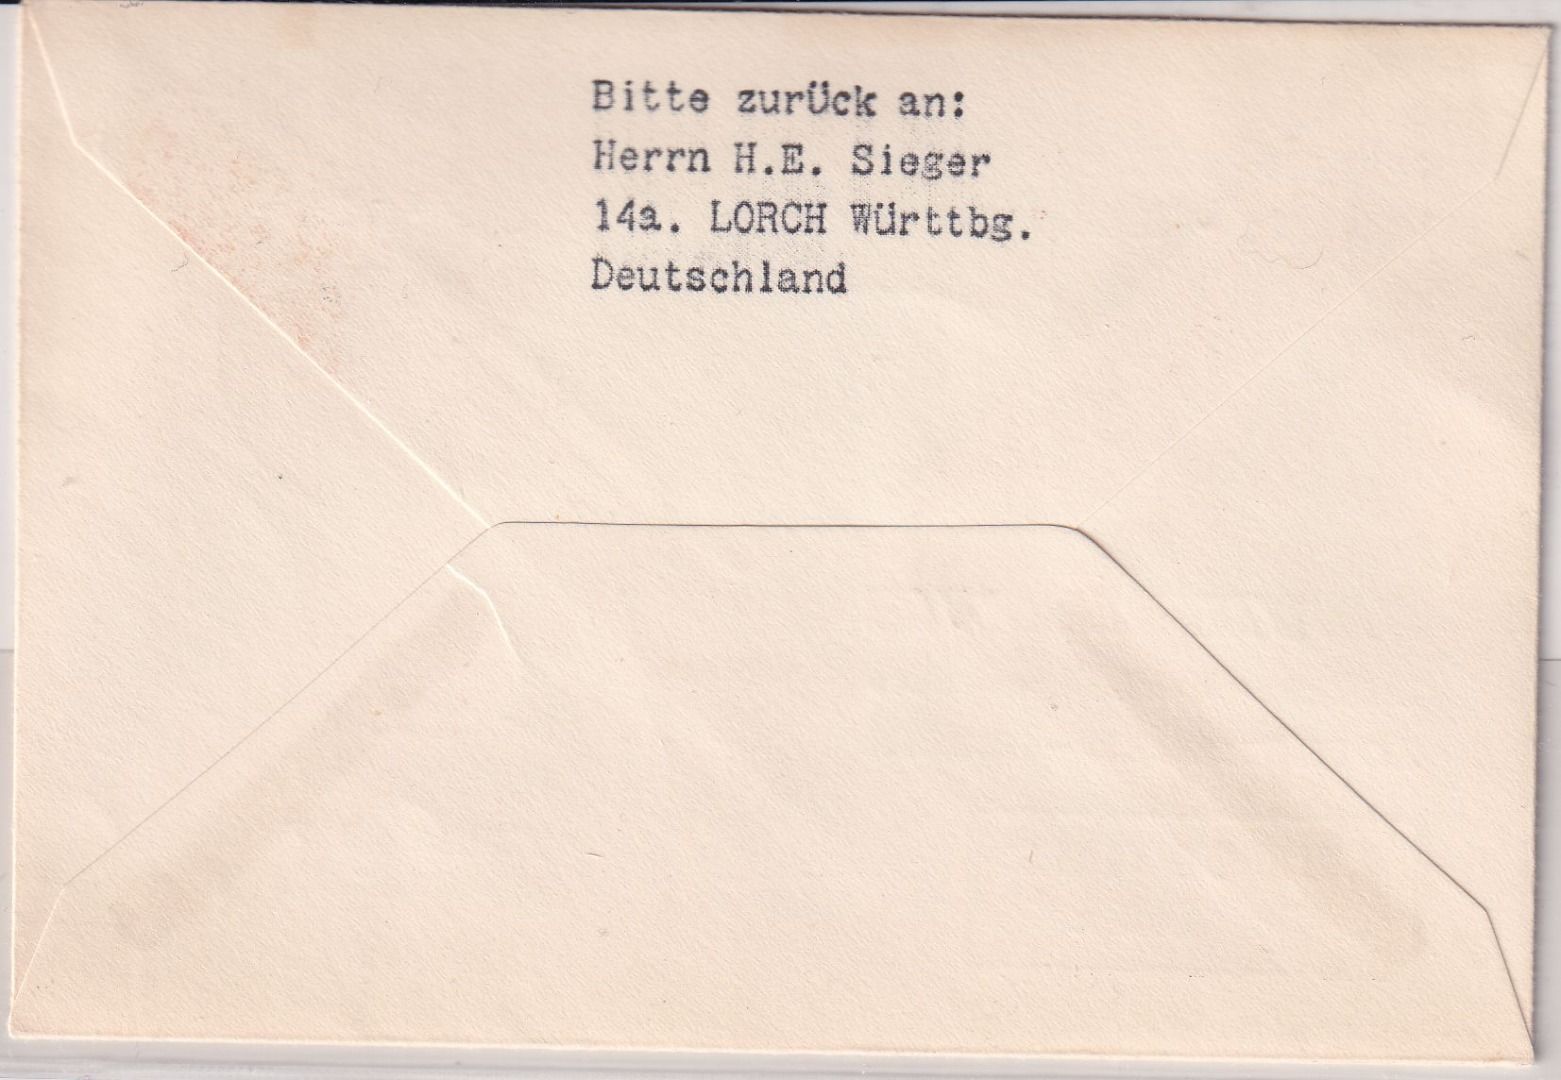 Bitte zurück an:
Herrn H.E. Sieger
14a. LORCH Württbg.
Deutschland